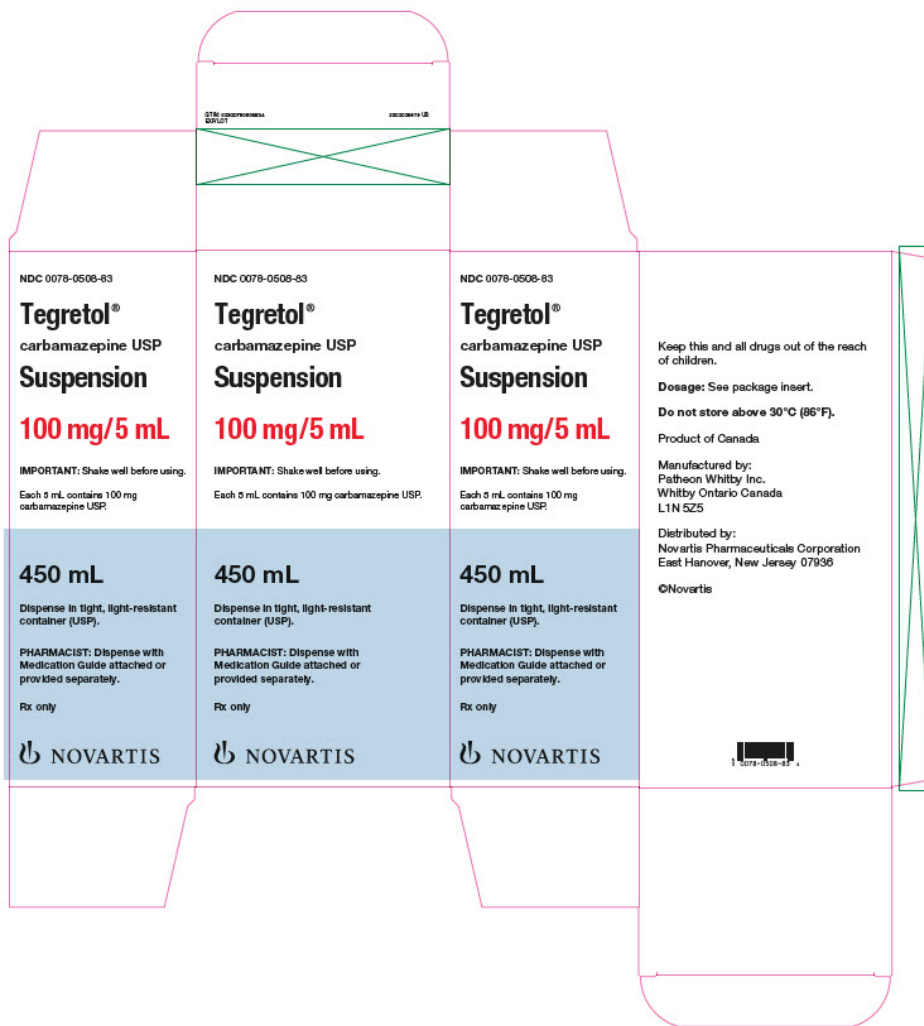 EXP/LOT
NDC 0078-0508-83
Tegretol®
carbamazepine USP
Suspension
100 mg/5 mL
IMPORTANT: Shake well before using.
Each 5 mL contains 100 mg
carbamazepine USP.
450 mL
Dispense in tight, light-resistant
container (USP).
PHARMACIST: Dispense with
Medication Guide attached or
provided separately.
Rx only
NOVARTIS
NDC 0078-0508-83
Tegretol®
carbamazepine USP
Suspension
100 mg/5 mL
IMPORTANT: Shake well before using.
Each 5 mL contains 100 mg carbamazepine USP.
450 mL
Dispense in tight, light-resistant
container (USP).
PHARMACIST: Dispense with
Medication Guide attached or
provided separately.
Rx only
NOVARTIS
NDC 0078-0508-83
Tegretol®
carbamazepine USP
Suspension
100 mg/5 mL
IMPORTANT: Shake well before using.
Each 5 mL contains 100 mg
carbamazepine USP.
450 mL
Dispense in tight, light-resistant
container (USP).
PHARMACIST: Dispense with
Medication Guide attached or
provided separately.
Rx only
NOVARTIS
Keep this and all drugs out of the reach
of children.
Dosage: See package insert.
Do not store above 30°C (86°F).
Product of Canada
Manufactured by:
Patheon Whitby Inc.
Whitby Ontario Canada
L1N 5Z5
Distributed by:
Novartis Pharmaceuticals Corporation
East Hanover, New Jersey 07936
©Novartis
3 0078-0508-83 4